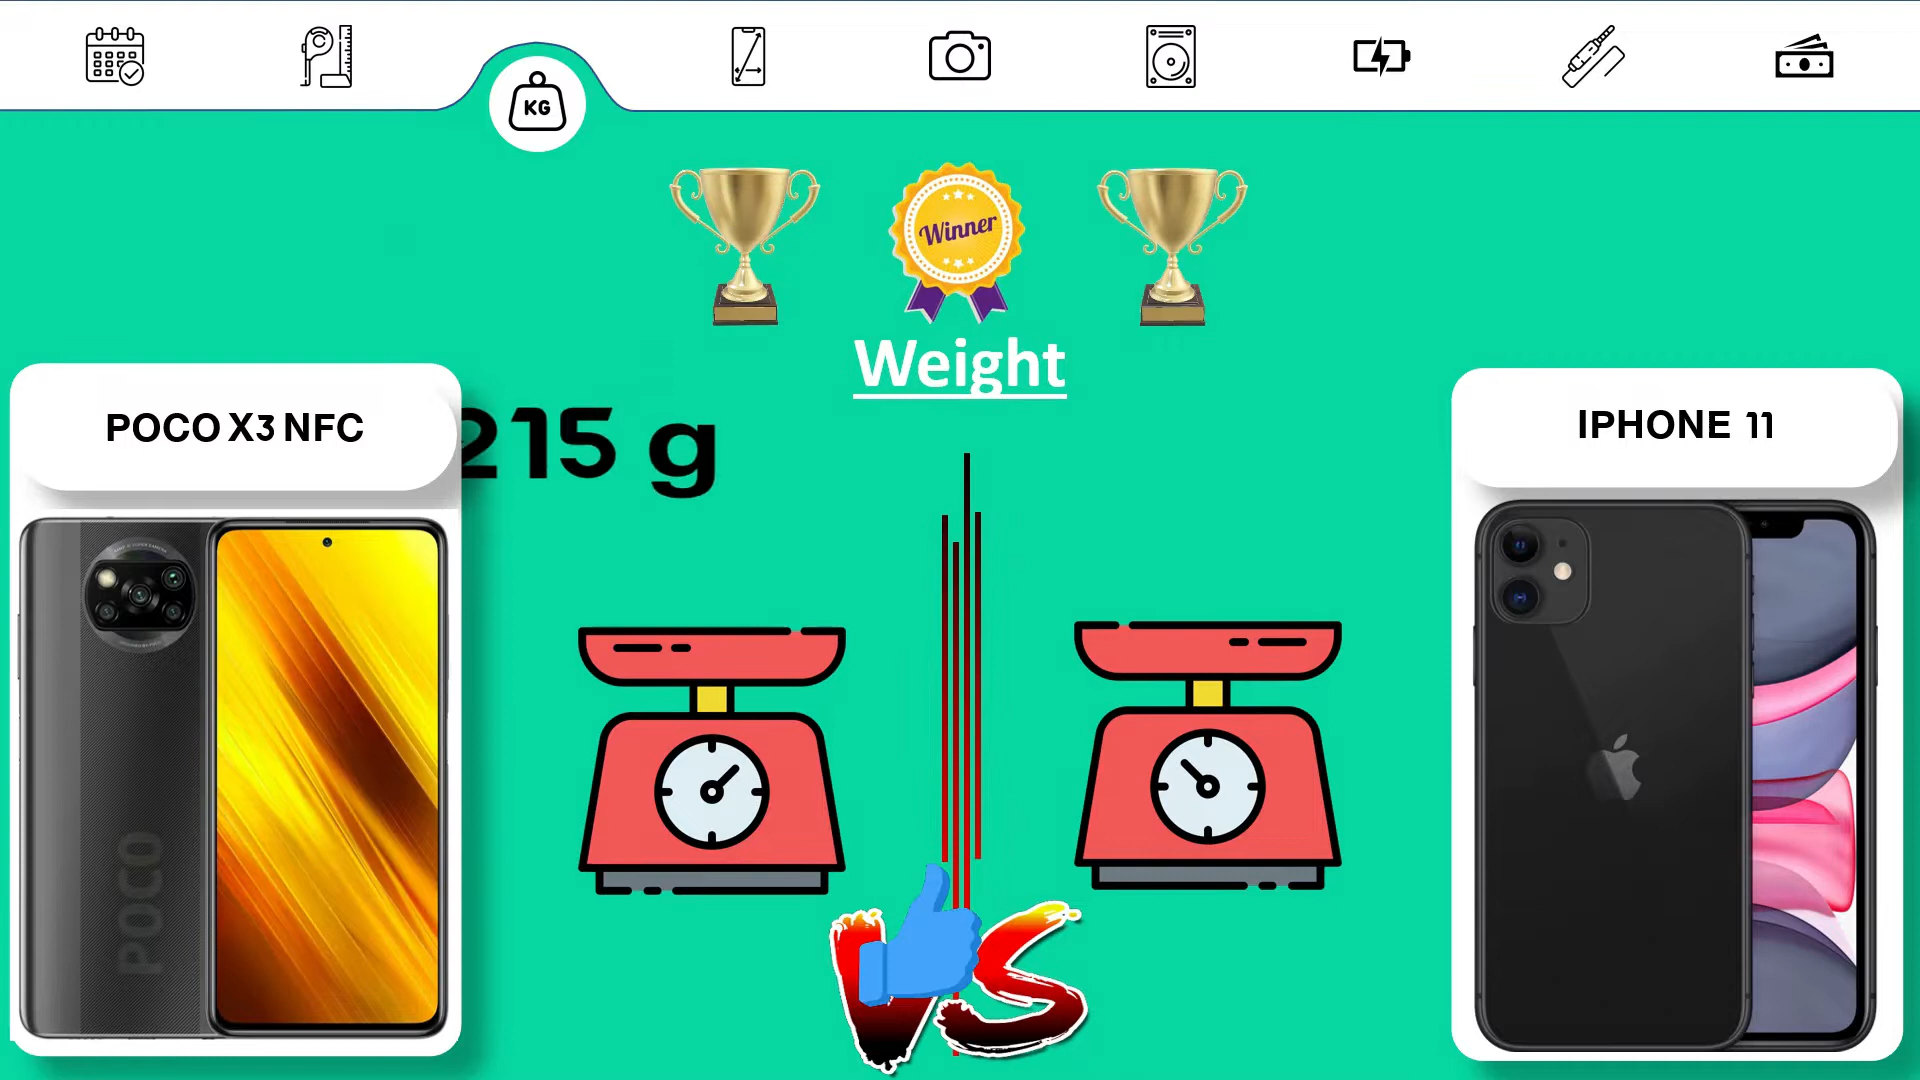 KG
Winner
Weight
POCO X3 NFC
215 g
IPHONE 11
POCO
VS